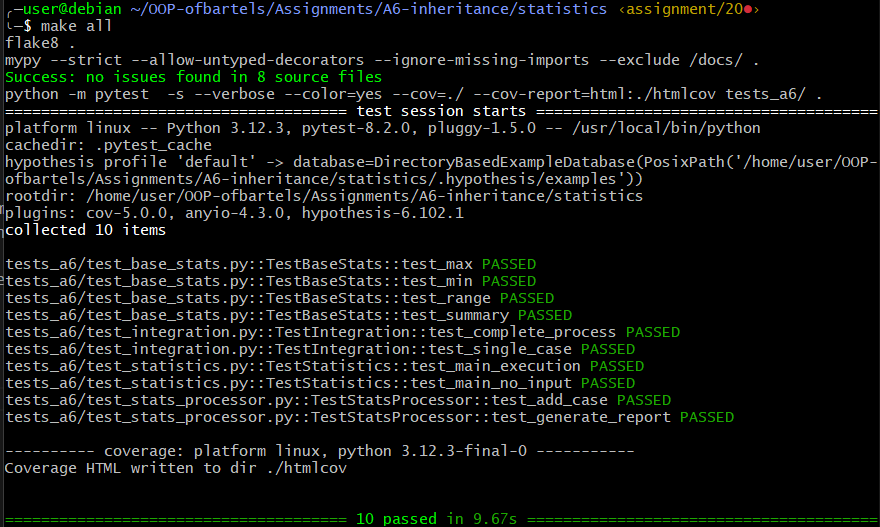 ╭─user@debian ~/OOP-ofbartels/Assignments/A6-inheritance/statistics ‹assignment/20●›
╰─$ make all
flake8 .
mypy --strict --allow-untyped-decorators --ignore-missing-imports --exclude /docs/ .
Success: no issues found in 8 source files
python -m pytest  -s --verbose --color=yes --cov=./ --cov-report=html:./htmlcov tests_a6/ .
====================================== test session starts ======================================
platform linux -- Python 3.12.3, pytest-8.2.0, pluggy-1.5.0 -- /usr/local/bin/python
cachedir: .pytest_cache
hypothesis profile 'default' -> database=DirectoryBasedExampleDatabase(PosixPath('/home/user/OOP-
ofbartels/Assignments/A6-inheritance/statistics/.hypothesis/examples'))
rootdir: /home/user/OOP-ofbartels/Assignments/A6-inheritance/statistics
plugins: cov-5.0.0, anyio-4.3.0, hypothesis-6.102.1
collected 10 items
tests_a6/test_base_stats.py::TestBaseStats::test_max PASSED
tests_a6/test_base_stats.py::TestBaseStats::test_min PASSED
tests_a6/test_base_stats.py::TestBaseStats::test_range PASSED
tests_a6/test_base_stats.py::TestBaseStats::test_summary PASSED
tests_a6/test_integration.py::TestIntegration::test_complete_process PASSED
tests_a6/test_integration.py::TestIntegration::test_single_case PASSED
tests_a6/test_statistics.py::TestStatistics::test_main_execution PASSED
tests_a6/test_statistics.py::TestStatistics::test_main_no_input PASSED
tests_a6/test_stats_processor.py::TestStatsProcessor::test_add_case PASSED
tests_a6/test_stats_processor.py::TestStatsProcessor::test_generate_report PASSED
---------- coverage: platform linux, python 3.12.3-final-0 -----------
Coverage HTML written to dir ./htmlcov
====================================== 10 passed in 9.67s =======================================